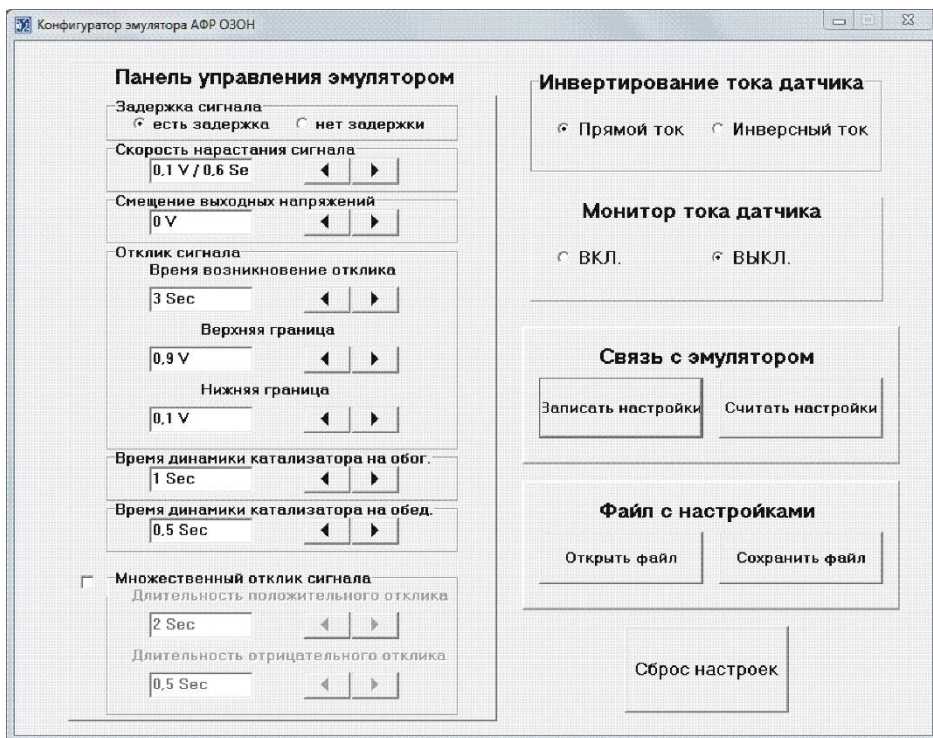 Конфигуратор эмулятора АФР ОЗОН
Панель управления эмулятором
Задержка сигнала
есть задержка нет задержки
Скорость нарастания сигнала
0,1 V / 0,6 Se
Смещение выходных напряжений
0 V
Отклик сигнала
Время возникновение отклика
3 Sec
Верхняя граница
0,9 V
Нижняя граница
0,1 V
Время динамики катализатора на обог.
1 Sec
Время динамики катализатора на обед.
0,5 Sec
Множественный отклик сигнала
Длительность положительного отклика
2 Sec
Длительность отрицательного отклика
0,5 Sec
Инвертирование тока датчика
Прямой ток Инверсный ток
Монитор тока датчика
ВКЛ. ВЫКЛ.
Связь с эмулятором
Записать настройки Считать настройки
Файл с настройками
Открыть файл Сохранить файл
Сброс настроек